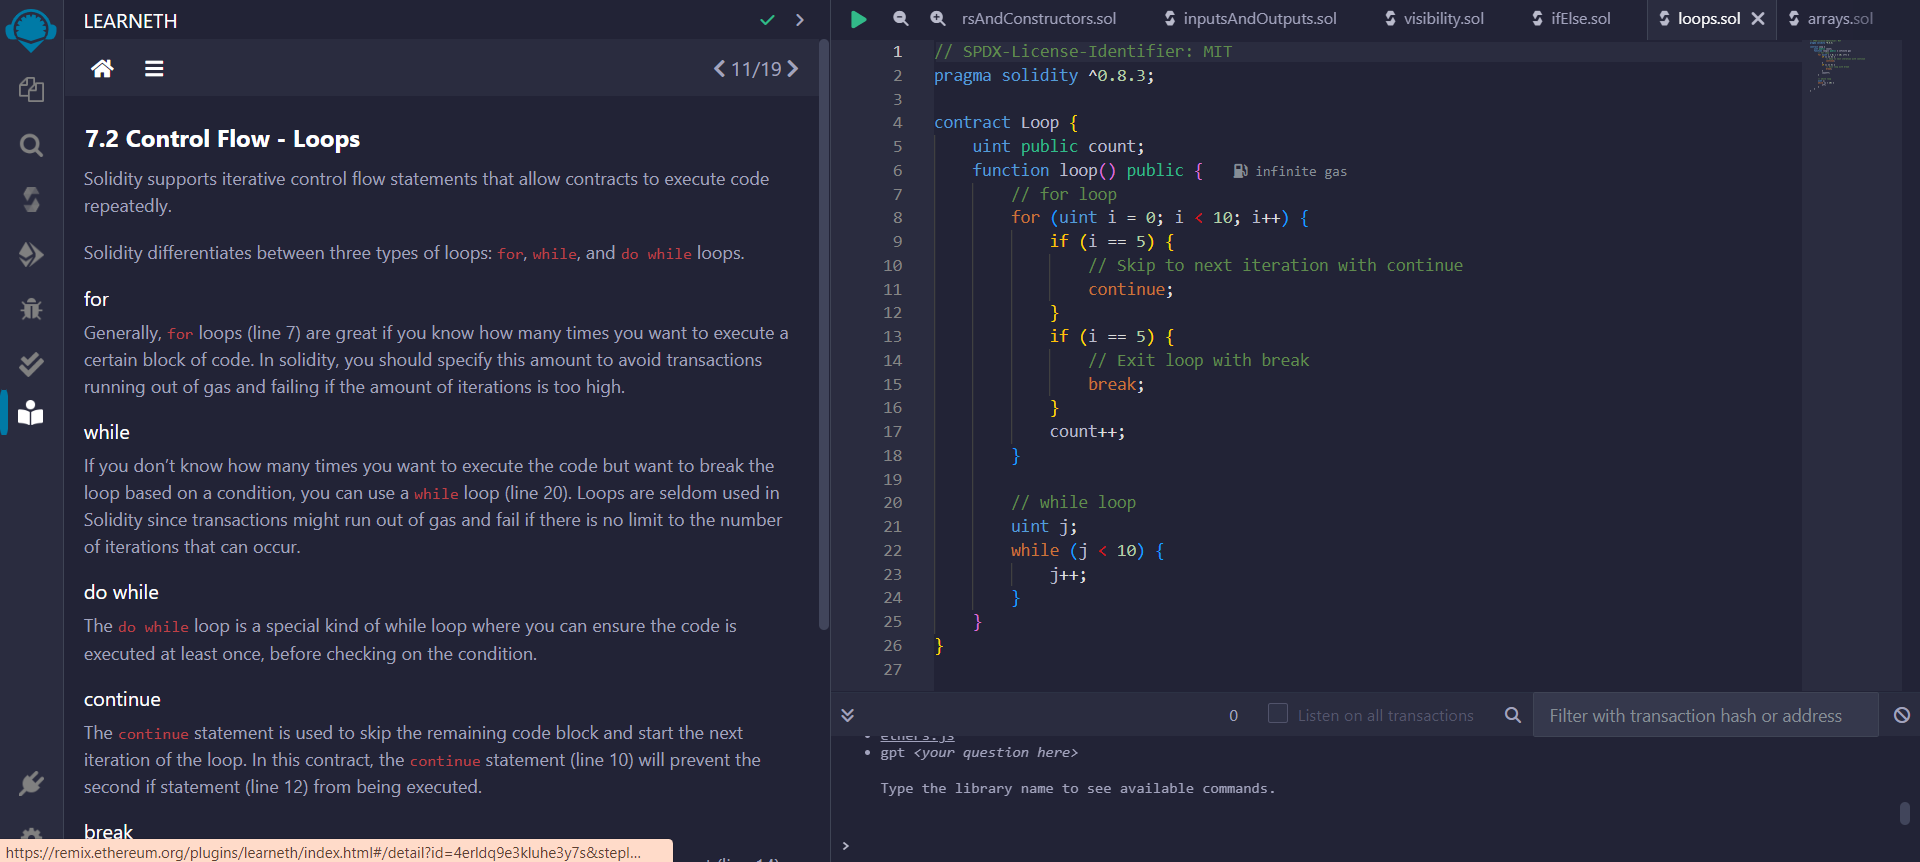 LEARNETH
11/19
7.2 Control Flow - Loops
Solidity supports iterative control flow statements that allow contracts to execute code
repeatedly.
Solidity differentiates between three types of loops: for, while, and do while loops.
for
Generally, for loops (line 7) are great if you know how many times you want to execute a
certain block of code. In solidity, you should specify this amount to avoid transactions
running out of gas and failing if the amount of iterations is too high.
while
If you don’t know how many times you want to execute the code but want to break the
loop based on a condition, you can use a while loop (line 20). Loops are seldom used in
Solidity since transactions might run out of gas and fail if there is no limit to the number
of iterations that can occur.
do while
The do while loop is a special kind of while loop where you can ensure the code is
executed at least once, before checking on the condition.
continue
The continue statement is used to skip the remaining code block and start the next
iteration of the loop. In this contract, the continue statement (line 10) will prevent the
second if statement (line 12) from being executed.
break
https://remix.ethereum.org/plugins/learneth/index.html#/detail?id=4erldq9e3kluhe3y7s&stepI...
rsAndConstructors.sol inputsAndOutputs.sol visibility.sol ifElse.sol loops.sol arrays.sol
1 // SPDX-License-Identifier: MIT
2 pragma solidity ^0.8.3;
3
4 contract Loop {
5 uint public count;
6 function loop() public { infinite gas
7 // for loop
8 for (uint i = 0; i < 10; i++) {
9 if (i == 5) {
10 // Skip to next iteration with continue
11 continue;
12 }
13 if (i == 5) {
14 // Exit loop with break
15 break;
16 }
17 count++;
18 }
19
20 // while loop
21 uint j;
22 while (j < 10) {
23 j++;
24 }
25 }
26 }
27
0 Listen on all transactions Filter with transaction hash or address
• ethers.js
• gpt <your question here>
Type the library name to see available commands.
>